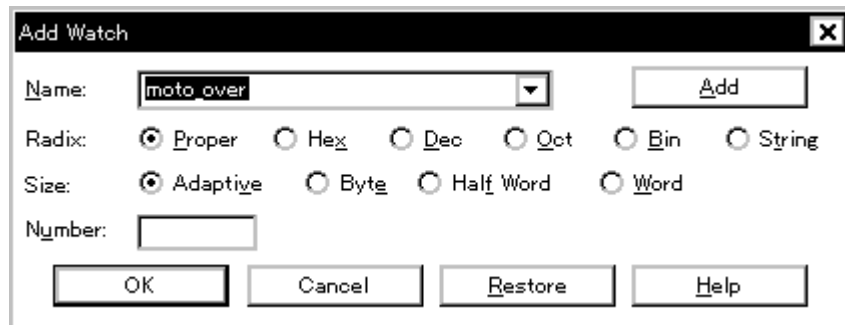 Add Watch
Name: moto_over Add
Radix: Proper Hex Dec Oct Bin String
Size: Adaptive Byte Half Word Word
Number:
OK Cancel Restore Help